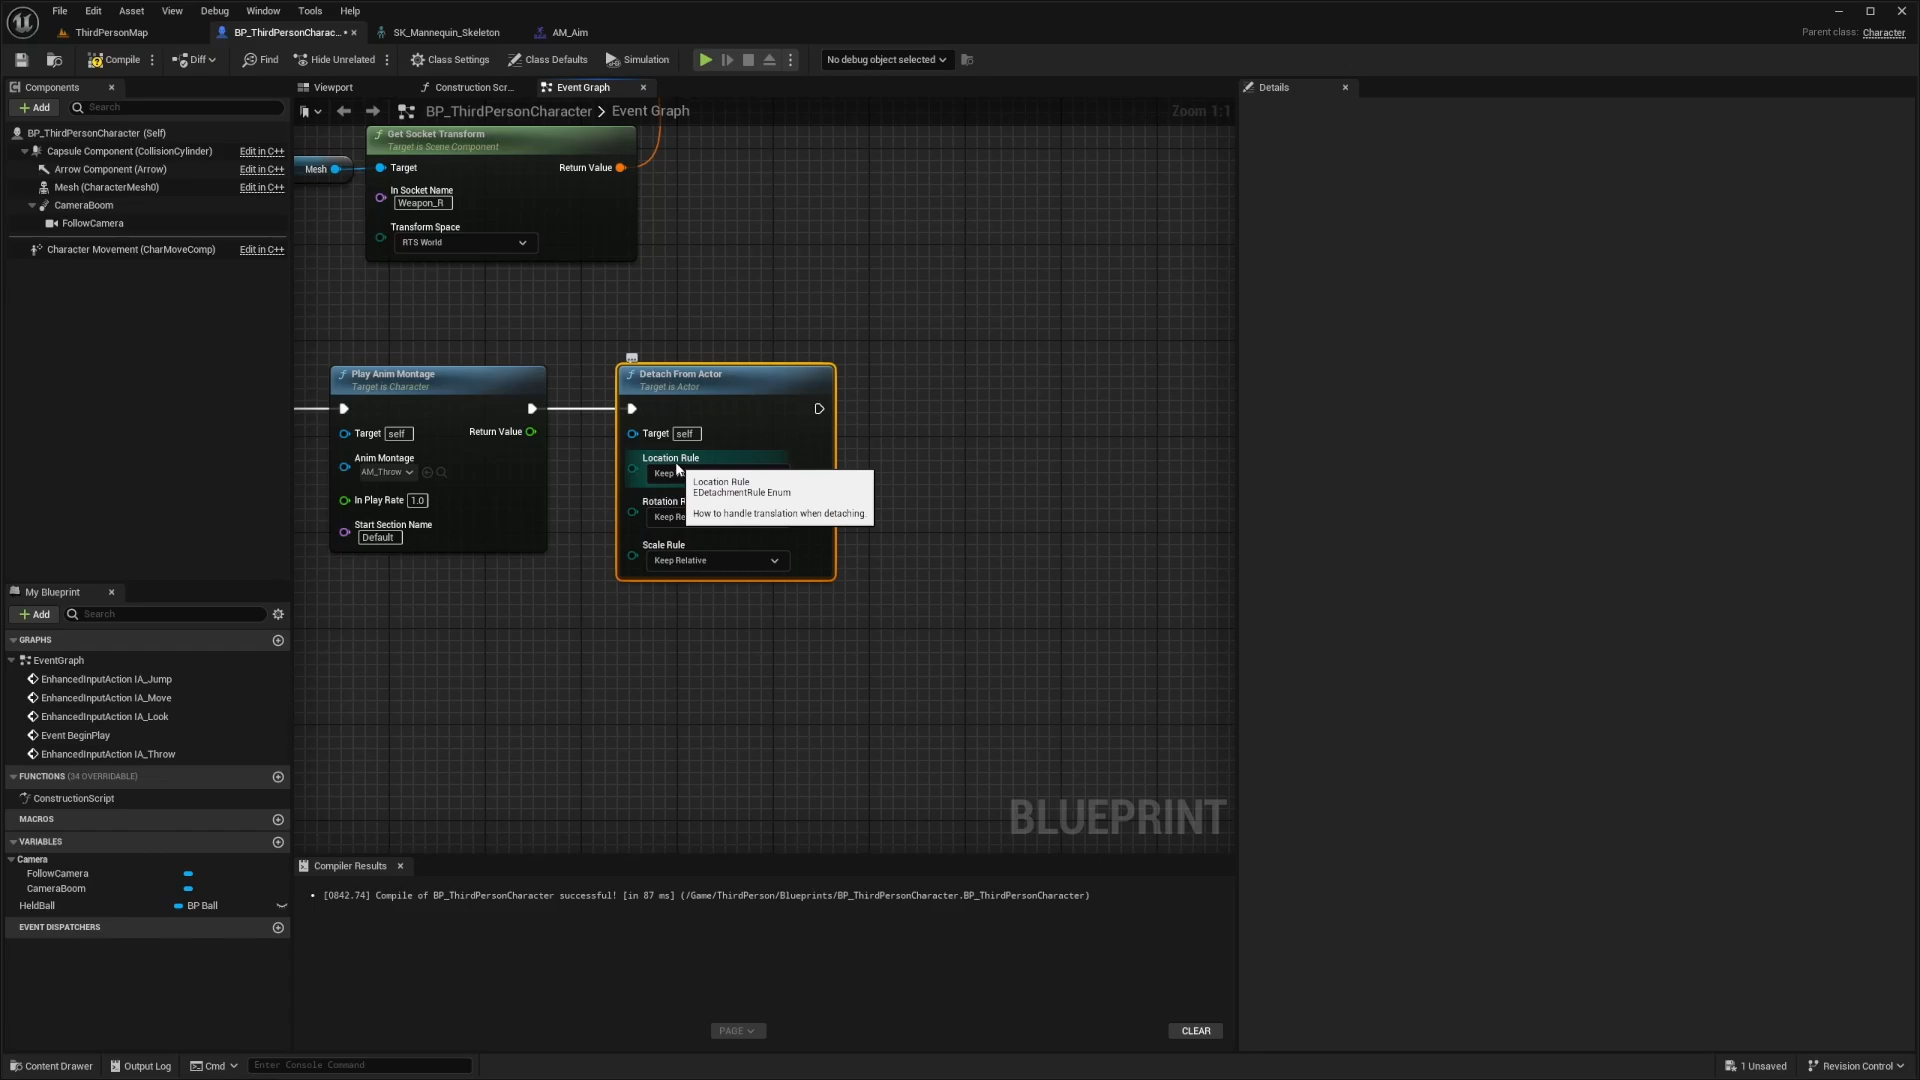 File Edit Asset View Debug Window Tools Help
ThirdPersonMap BP_ThirdPersonCharac...• SK_Mannequin_Skeleton AM_Aim
Parent class: Character
Compile Diff Find Hide Unrelated Class Settings Class Defaults Simulation No debug object selected
Components Viewport Construction Scr... Event Graph Details
Add Search
BP_ThirdPersonCharacter > Event Graph Zoom 1:1
BP_ThirdPersonCharacter (Self)
Capsule Component (CollisionCylinder) Edit in C++
Arrow Component (Arrow) Edit in C++
Mesh (CharacterMesh0) Edit in C++
CameraBoom
FollowCamera
Character Movement (CharMoveComp) Edit in C++
Get Socket Transform
Target is Scene Component
Mesh Target Return Value
In Socket Name
Weapon_R
Transform Space
RTS World
Play Anim Montage
Target is Character
Target self Return Value
Anim Montage
AM_Throw
In Play Rate 1.0
Start Section Name
Default
Detach From Actor
Target is Actor
Target self
Location Rule
Keep
Rotation R
Keep Re
Scale Rule
Keep Relative
Location Rule
EDetachmentRule Enum
How to handle translation when detaching.
My Blueprint
Add Search
GRAPHS
EventGraph
EnhancedInputAction IA_Jump
EnhancedInputAction IA_Move
EnhancedInputAction IA_Look
Event BeginPlay
EnhancedInputAction IA_Throw
FUNCTIONS (34 OVERRIDABLE)
ConstructionScript
MACROS
VARIABLES
Camera
FollowCamera
CameraBoom
HeldBall BP Ball
EVENT DISPATCHERS
BLUEPRINT
Compiler Results
• [0842.74] Compile of BP_ThirdPersonCharacter successful! [in 87 ms] (/Game/ThirdPerson/Blueprints/BP_ThirdPersonCharacter.BP_ThirdPersonCharacter)
PAGE CLEAR
Content Drawer Output Log Cmd Enter Console Command 1 Unsaved Revision Control